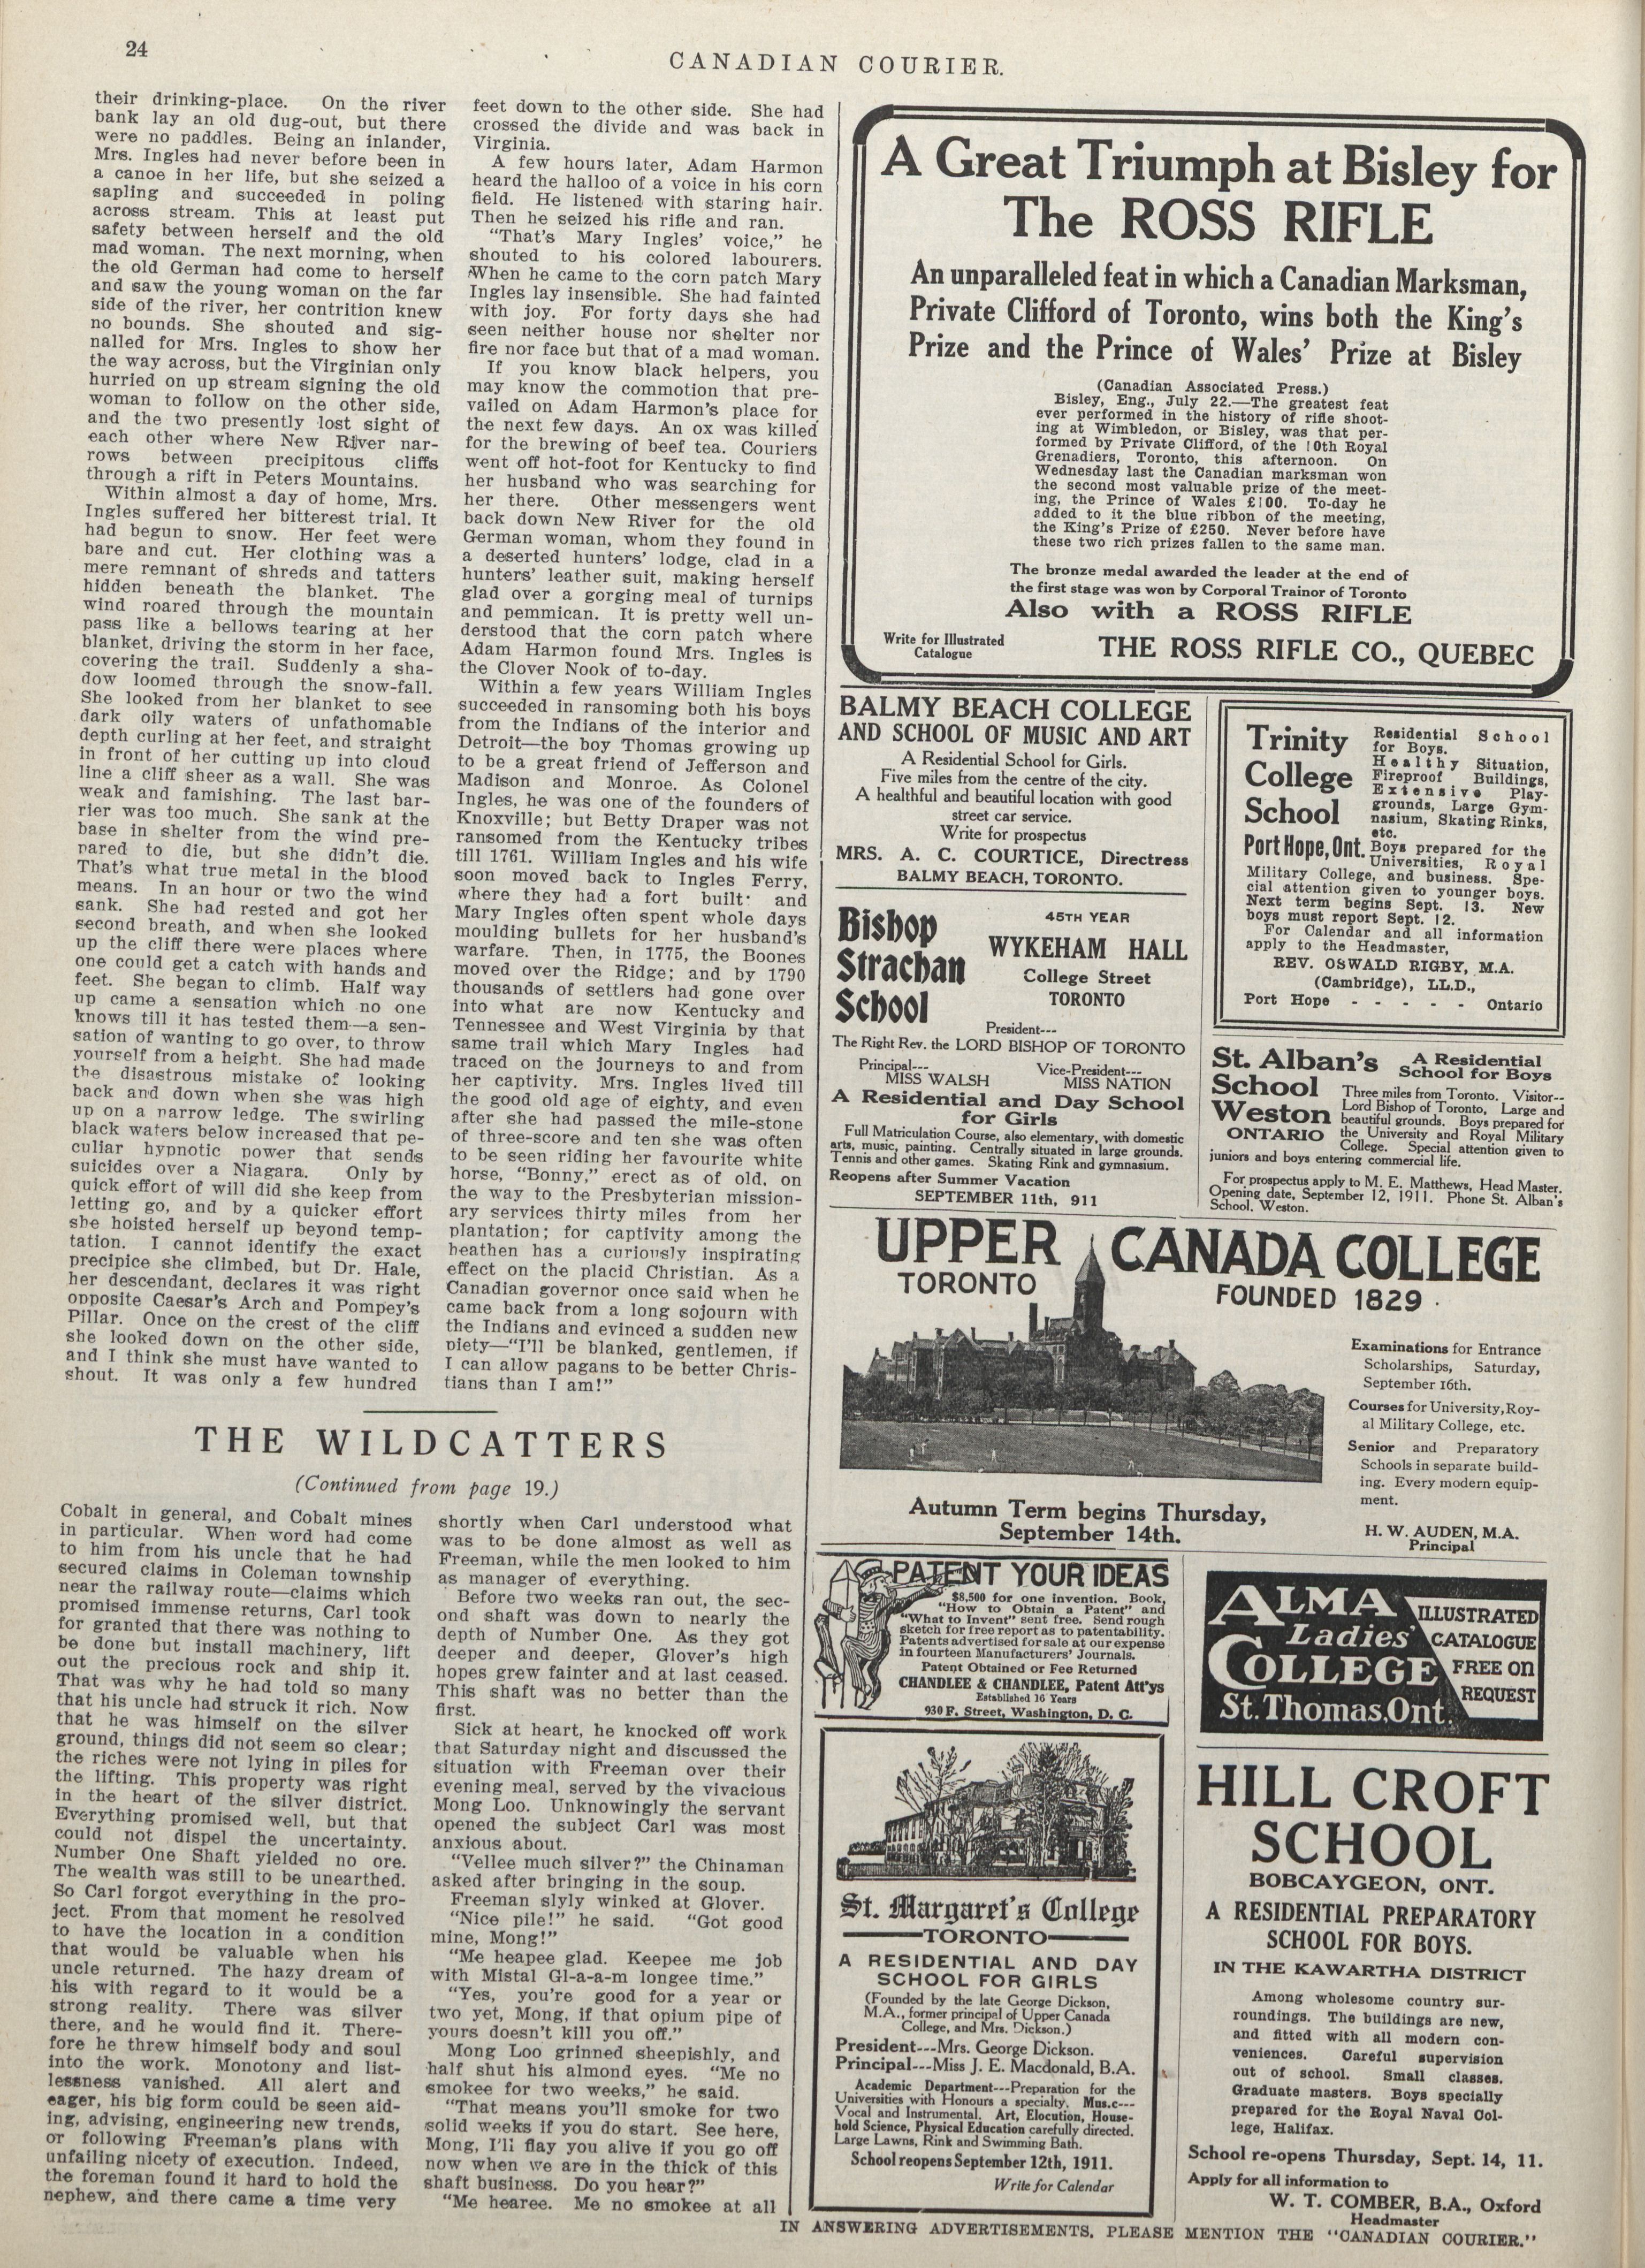 24
CANADIAN COURIER.
their drinking-place. On the river
bank lay an old dug-out, but there
were no paddles. Being an inlander,
Mrs. Ingles had never before been in
a canoe in her life, but she seized a
sapling and succeeded in poling
across stream. This at least put
safety between herself and the old
mad woman. The next morning, when
the old German had come to herself
and saw the young woman on the far
side of the river, her contrition knew
no bounds. She shouted and sig-
nalled for Mrs. Ingles to show her
the way across, but the Virginian only
hurried on up stream signing the old
woman to follow on the other side,
and the two presently lost sight of
each other where New River nar-
rows between precipitous cliffs
through a rift in Peters Mountains.
Within almost a day of home, Mrs.
Ingles suffered her bitterest trial. It
had begun to snow. Her feet were
bare and cut. Her clothing was a
mere remnant of shreds and tatters
hidden beneath the blanket. The
wind roared through the mountain
pass like a bellows tearing at her
blanket, driving the storm in her face,
covering the trail. Suddenly a sha-
dow loomed through the snow-fall.
She looked from her blanket to see
dark oily waters of unfathomable
depth curling at her feet, and straight
in front of her cutting up into cloud
line a cliff sheer as a wall. She was
weak and famishing. The last bar-
rier was too much. She sank at the
base in shelter from the wind pre-
pared to die, but she didn't die.
That's what true metal in the blood
means. In an hour or two the wind
sank. She had rested and got her
second breath, and when she looked
up the cliff there were places where
one could get a catch with hands and
feet. She began to climb. Half way
up came a sensation which no one
knows till it has tested them—a sen-
sation of wanting to go over, to throw
yourself from a height. She had made
the disastrous mistake of looking
back and down when she was high
up on a narrow ledge. The swirling
black waters below increased that pe-
culiar hypnotic power that sends
suicides over a Niagara. Only by
quick effort of will did she keep from
letting go, and by a quicker effort
she hoisted herself up beyond temp-
tation. I cannot identify the exact
precipice she climbed, but Dr. Hale,
her descendant, declares it was right
opposite Caesar's Arch and Pompey's
Pillar. Once on the crest of the cliff
she looked down on the other side,
and I think she must have wanted to
shout. It was only a few hundred
feet down to the other side. She had
crossed the divide and was back in
Virginia.
A few hours later, Adam Harmon
heard the halloo of a voice in his corn
field. He listened with staring hair.
Then he seized his rifle and ran.
"That's Mary Ingles' voice," he
shouted to his colored labourers.
When he came to the corn patch Mary
Ingles lay insensible. She had fainted
with joy. For forty days she had
seen neither house nor shelter nor
fire nor face but that of a mad woman.
If you know black helpers, you
may know the commotion that pre-
vailed on Adam Harmon's place for
the next few days. An ox was killed
for the brewing of beef tea. Couriers
went off hot-foot for Kentucky to find
her husband who was searching for
her there. Other messengers went
back down New River for the old
German woman, whom they found in
a deserted hunters' lodge, clad in a
hunters' leather suit, making herself
glad over a gorging meal of turnips
and pemmican. It is pretty well un-
derstood that the corn patch where
Adam Harmon found Mrs. Ingles is
the Clover Nook of to-day.
Within a few years William Ingles
succeeded in ransoming both his boys
from the Indians of the interior and
Detroit—the boy Thomas growing up
to be a great friend of Jefferson and
Madison and Monroe. As Colonel
Ingles, he was one of the founders of
Knoxville; but Betty Draper was not
ransomed from the Kentucky tribes
till 1761. William Ingles and his wife
soon moved back to Ingles Ferry,
where they had a fort built; and
Mary Ingles often spent whole days
moulding bullets for her husband's
warfare. Then, in 1775, the Boones
moved over the Ridge; and by 1790
thousands of settlers had gone over
into what are now Kentucky and
Tennessee and West Virginia by that
same trail which Mary Ingles had
traced on the journeys to and from
her captivity. Mrs. Ingles lived till
the good old age of eighty, and even
after she had passed the mile-stone
of three-score and ten she was often
to be seen riding her favourite white
horse, "Bonny," erect as of old, on
the way to the Presbyterian mission-
ary services thirty miles from her
plantation; for captivity among the
heathen has a curiously inspirating
effect on the placid Christian. As a
Canadian governor once said when he
came back from a long sojourn with
the Indians and evinced a sudden new
piety—"I'll be blanked, gentlemen, if
I can allow pagans to be better Chris-
tians than I am!"
THE WILDCATTERS
(Continued from page 19.)
Cobalt in general, and Cobalt mines
in particular. When word had come
to him from his uncle that he had
secured claims in Coleman township
near the railway route—claims which
promised immense returns, Carl took
for granted that there was nothing to
be done but install machinery, lift
out the precious rock and ship it.
That was why he had told so many
that his uncle had struck it rich. Now
that he was himself on the silver
ground, things did not seem so clear;
the riches were not lying in piles for
the lifting. This property was right
in the heart of the silver district.
Everything promised well, but that
could not dispel the uncertainty.
Number One Shaft yielded no ore.
The wealth was still to be unearthed.
So Carl forgot everything in the pro-
ject. From that moment he resolved
to have the location in a condition
that would be valuable when his
uncle returned. The hazy dream of
his with regard to it would be a
strong reality. There was silver
there, and he would find it. There-
fore he threw himself body and soul
into the work. Monotony and list-
lessness vanished. All alert and
eager, his big form could be seen aid-
ing, advising, engineering new trends,
or following Freeman's plans with
unfailing nicety of execution. Indeed,
the foreman found it hard to hold the
nephew, and there came a time very
shortly when Carl understood what
was to be done almost as well as
Freeman, while the men looked to him
as manager of everything.
Before two weeks ran out, the sec-
ond shaft was down to nearly the
depth of Number One. As they got
deeper and deeper, Glover's high
hopes grew fainter and at last ceased.
This shaft was no better than the
first.
Sick at heart, he knocked off work
that Saturday night and discussed the
situation with Freeman over their
evening meal, served by the vivacious
Mong Loo. Unknowingly the servant
opened the subject Carl was most
anxious about.
"Vellee much silver?" the Chinaman
asked after bringing in the soup.
Freeman slyly winked at Glover.
"Nice pile!" he said. "Got good
mine, Mong!"
"Me heapee glad. Keepee me job
with Mistal Gl-a-a-m longee time."
"Yes, you're good for a year or
two yet, Mong, if that opium pipe of
yours doesn't kill you off."
Mong Loo grinned sheepishly, and
half shut his almond eyes. "Me no
smokee for two weeks," he said.
"That means you'll smoke for two
solid weeks if you do start. See here,
Mong, I'll flay you alive if you go off
now when we are in the thick of this
shaft business. Do you hear?"
"Me hearee. Me no smokee at all
A Great Triumph at Bisley for
The ROSS RIFLE
An unparalleled feat in which a Canadian Marksman,
Private Clifford of Toronto, wins both the King's
Prize and the Prince of Wales' Prize at Bisley
(Canadian Associated Press.)
Bisley, Eng., July 22.—The greatest feat
ever performed in the history of rifle shoot-
ing at Wimbledon, or Bisley, was that per-
formed by Private Clifford, of the 10th Royal
Grenadiers, Toronto, this afternoon. On
Wednesday last the Canadian marksman won
the second most valuable prize of the meet-
ing, the Prince of Wales £100. To-day he
added to it the blue ribbon of the meeting,
the King's Prize of £250. Never before have
these two rich prizes fallen to the same man.
The bronze medal awarded the leader at the end of
the first stage was won by Corporal Trainor of Toronto
Also with a ROSS RIFLE
Write for Illustrated
Catalogue
THE ROSS RIFLE CO., QUEBEC
BALMY BEACH COLLEGE
AND SCHOOL OF MUSIC AND ART
A Residential School for Girls.
Five miles from the centre of the city.
A healthful and beautiful location with good
street car service.
Write for prospectus
MRS. A. C. COURTICE, Directress
BALMY BEACH, TORONTO.
Trinity
College
School
Port Hope, Ont.
Residential School
for Boys.
Healthy Situation,
Fireproof Buildings,
Extensive Play-
grounds, Large Gym-
nasium, Skating Rinks,
etc.
Boys prepared for the
Universities, Royal
Military College, and business. Spe-
cial attention given to younger boys.
Next term begins Sept. 13. New
boys must report Sept. 12.
For Calendar and all information
apply to the Headmaster,
REV. OSWALD RIGBY, M.A.
(Cambridge), LL.D.,
Port Hope - - - - - Ontario
Bishop
Strachan
School
45TH YEAR
WYKEHAM HALL
College Street
TORONTO
President---
The Right Rev. the LORD BISHOP OF TORONTO
Principal---
MISS WALSH
Vice-President---
MISS NATION
A Residential and Day School
for Girls
Full Matriculation Course, also elementary, with domestic
arts, music, painting. Centrally situated in large grounds.
Tennis and other games. Skating Rink and gymnasium.
Reopens after Summer Vacation
SEPTEMBER 11th, 911
St. Alban's
School
Weston
ONTARIO
A Residential
School for Boys
Three miles from Toronto. Visitor--
Lord Bishop of Toronto, Large and
beautiful grounds. Boys prepared for
the University and Royal Military
College. Special attention given to
juniors and boys entering commercial life.
For prospectus apply to M. E. Matthews, Head Master.
Opening date, September 12, 1911. Phone St. Alban's
School, Weston.
UPPER CANADA COLLEGE
TORONTO
FOUNDED 1829
Examinations for Entrance
Scholarships, Saturday,
September 16th.
Courses for University, Roy-
al Military College, etc.
Senior and Preparatory
Schools in separate build-
ing. Every modern equip-
ment.
H. W. AUDEN, M.A.
Principal
Autumn Term begins Thursday,
September 14th.
PATENT YOUR IDEAS
$8,500 for one invention. Book,
"How to Obtain a Patent" and
"What to Invent" sent free. Send rough
sketch for free report as to patentability.
Patents advertised for sale at our expense
in fourteen Manufacturers' Journals.
Patent Obtained or Fee Returned
CHANDLEE & CHANDLEE, Patent Att'ys
Established 16 Years
930 F. Street, Washington, D. C.
ALMA
Ladies'
COLLEGE
St. Thomas, Ont.
ILLUSTRATED
CATALOGUE
FREE ON
REQUEST
St. Margaret's College
TORONTO
A RESIDENTIAL AND DAY
SCHOOL FOR GIRLS
(Founded by the late George Dickson,
M.A., former principal of Upper Canada
College, and Mrs. Dickson.)
President---Mrs. George Dickson.
Principal---Miss J. E. Macdonald, B.A.
Academic Department---Preparation for the
Universities with Honours a specialty. Mus.c---
Vocal and Instrumental. Art, Elocution, House-
hold Science, Physical Education carefully directed.
Large Lawns, Rink and Swimming Bath.
School reopens September 12th, 1911.
Write for Calendar
HILL CROFT
SCHOOL
BOBCAYGEON, ONT.
A RESIDENTIAL PREPARATORY
SCHOOL FOR BOYS.
IN THE KAWARTHA DISTRICT
Among wholesome country sur-
roundings. The buildings are new,
and fitted with all modern con-
veniences. Careful supervision
out of school. Small classes.
Graduate masters. Boys specially
prepared for the Royal Naval Col-
lege, Halifax.
School re-opens Thursday, Sept. 14, 11.
Apply for all information to
W. T. COMBER, B.A., Oxford
Headmaster
IN ANSWERING ADVERTISEMENTS, PLEASE MENTION THE "CANADIAN COURIER."